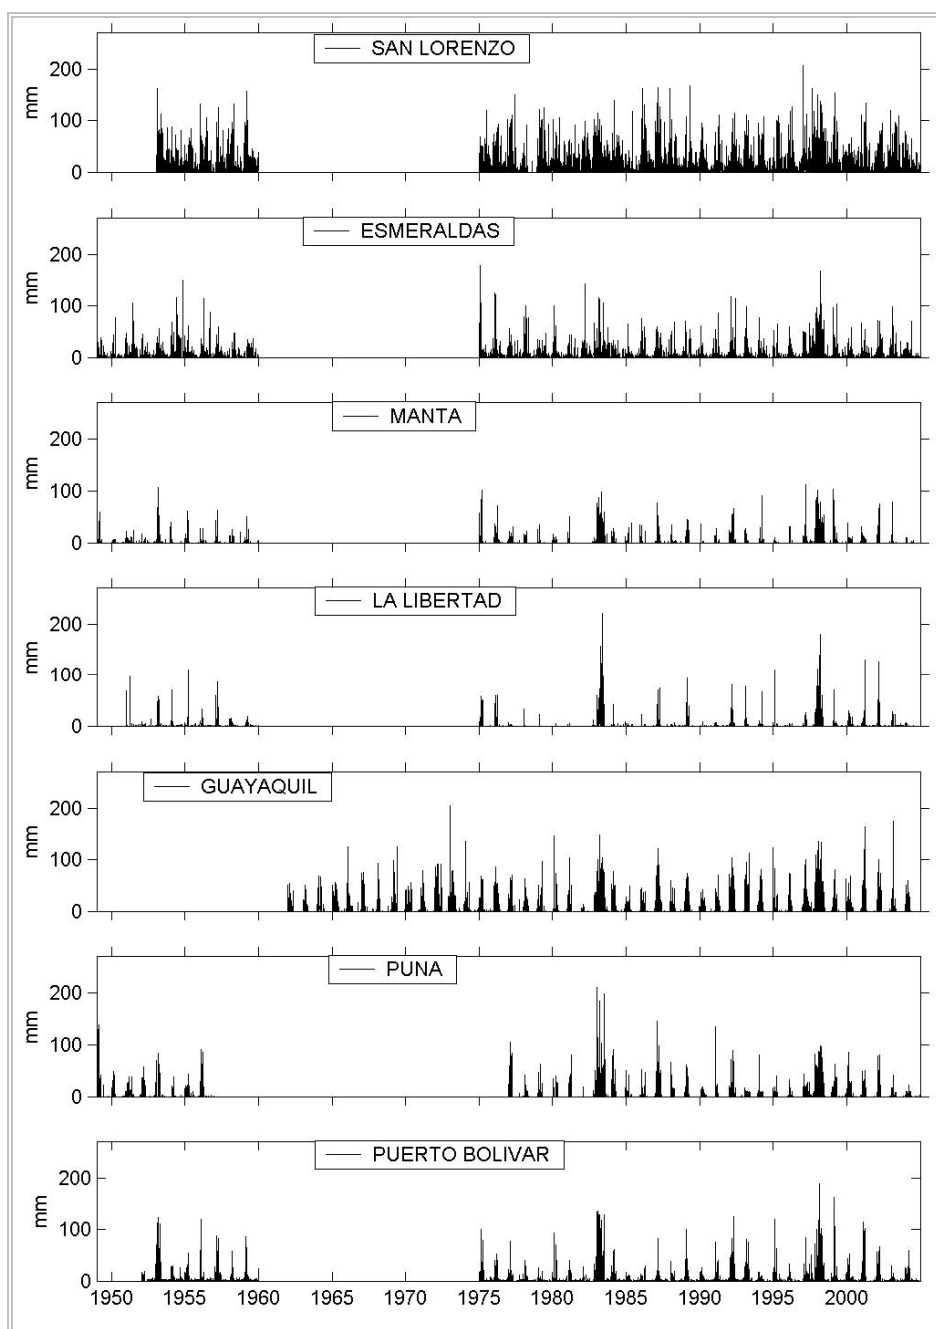 SAN LORENZO
200
100
0
mm
ESMERALDAS
200
100
0
mm
MANTA
200
100
0
mm
LA LIBERTAD
200
100
0
mm
GUAYAQUIL
200
100
0
mm
PUNA
200
100
0
mm
PUERTO BOLIVAR
200
100
0
mm
1950 1955 1960 1965 1970 1975 1980 1985 1990 1995 2000